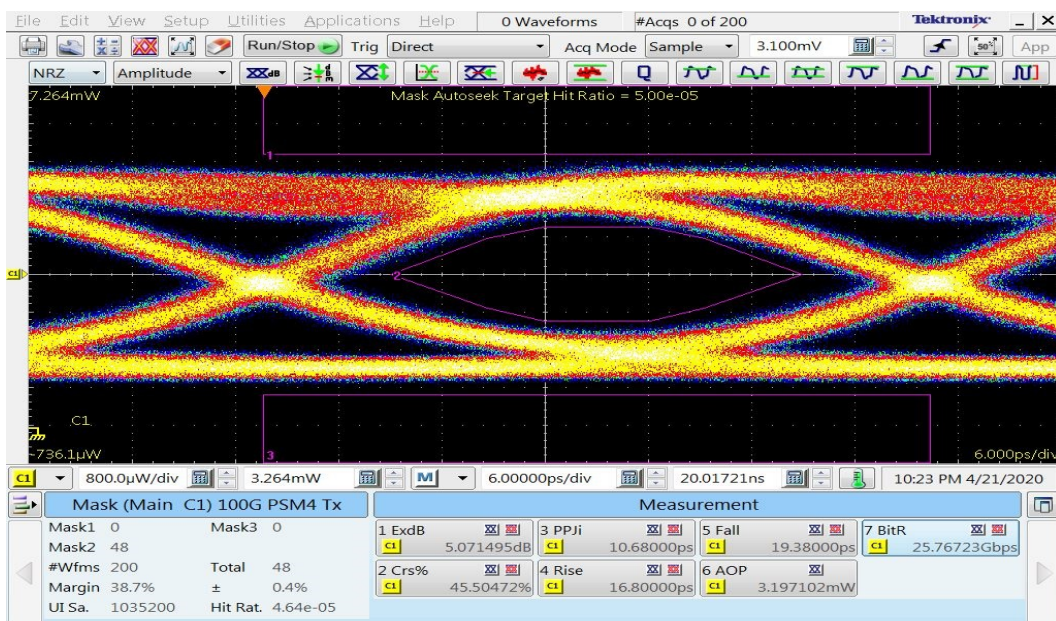 File Edit View Setup Utilities Applications Help 0 Waveforms #Acqs 0 of 200 Tektronix
Run/Stop Trig Direct Acq Mode Sample 3.100mV 50% App
NRZ Amplitude dB Q
7.264mW Mask Autoseek Target Hit Ratio = 5.00e-05
1
C1 2
C1
-736.1µW 3 6.000ps/div
C1 800.0µW/div 3.264mW M 6.00000ps/div 20.01721ns 10:23 PM 4/21/2020
Mask (Main C1) 100G PSM4 Tx Measurement
Mask1 0 Mask3 0
Mask2 48
#Wfms 200 Total 48
Margin 38.7% ± 0.4%
UI Sa. 1035200 Hit Rat. 4.64e-05
1 ExdB 3 PPJi 5 Fall 7 BitR
C1 5.071495dB C1 10.68000ps C1 19.38000ps C1 25.76723Gbps
2 Crs% 4 Rise 6 AOP
C1 45.50472% C1 16.80000ps C1 3.197102mW